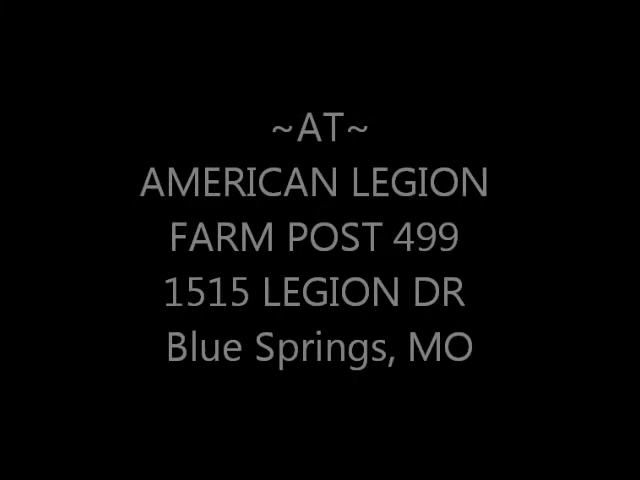 ~AT~
AMERICAN LEGION
FARM POST 499
1515 LEGION DR
Blue Springs, MO